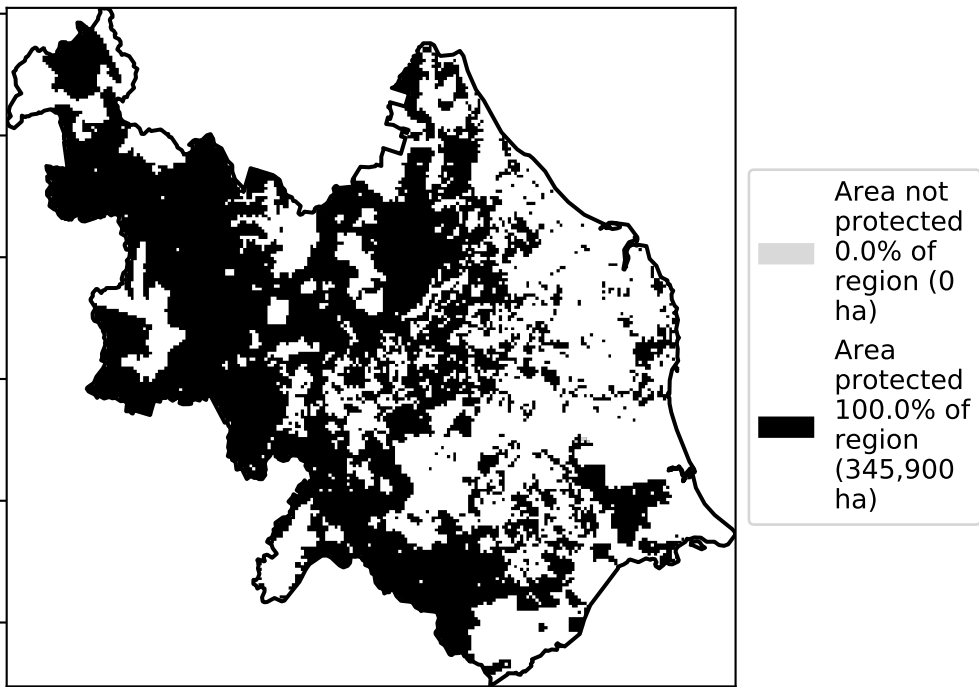 Area not
protected
0.0% of
region (0
ha)
Area
protected
100.0% of
region
(345,900
ha)